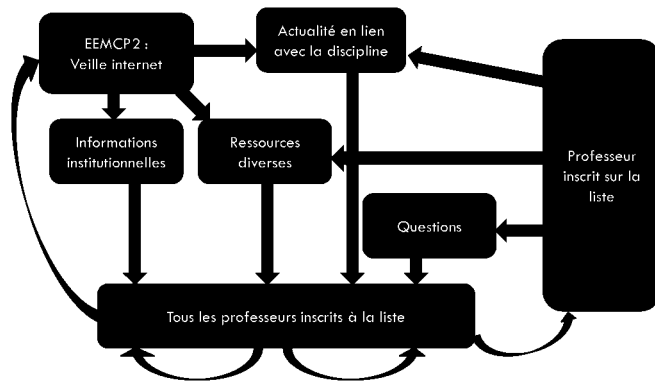 EEMCP2 :
Veille internet
Actualité en lien
avec la discipline
Informations
institutionnelles
Ressources
diverses
Professeur
inscrit sur la
liste
Questions
Tous les professeurs inscrits à la liste